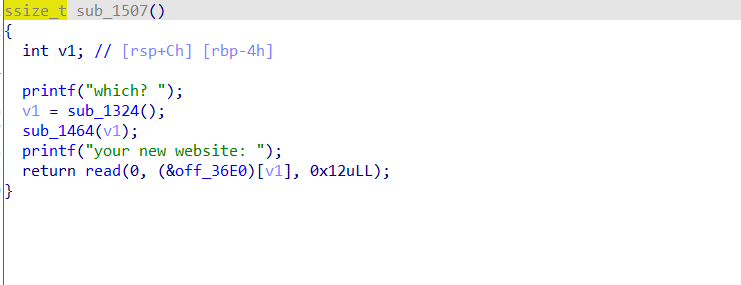 ssize_t sub_1507()
{
  int v1; // [rsp+Ch] [rbp-4h]
  printf("which? ");
  v1 = sub_1324();
  sub_1464(v1);
  printf("your new website: ");
  return read(0, (&off_36E0)[v1], 0x12uLL);
}